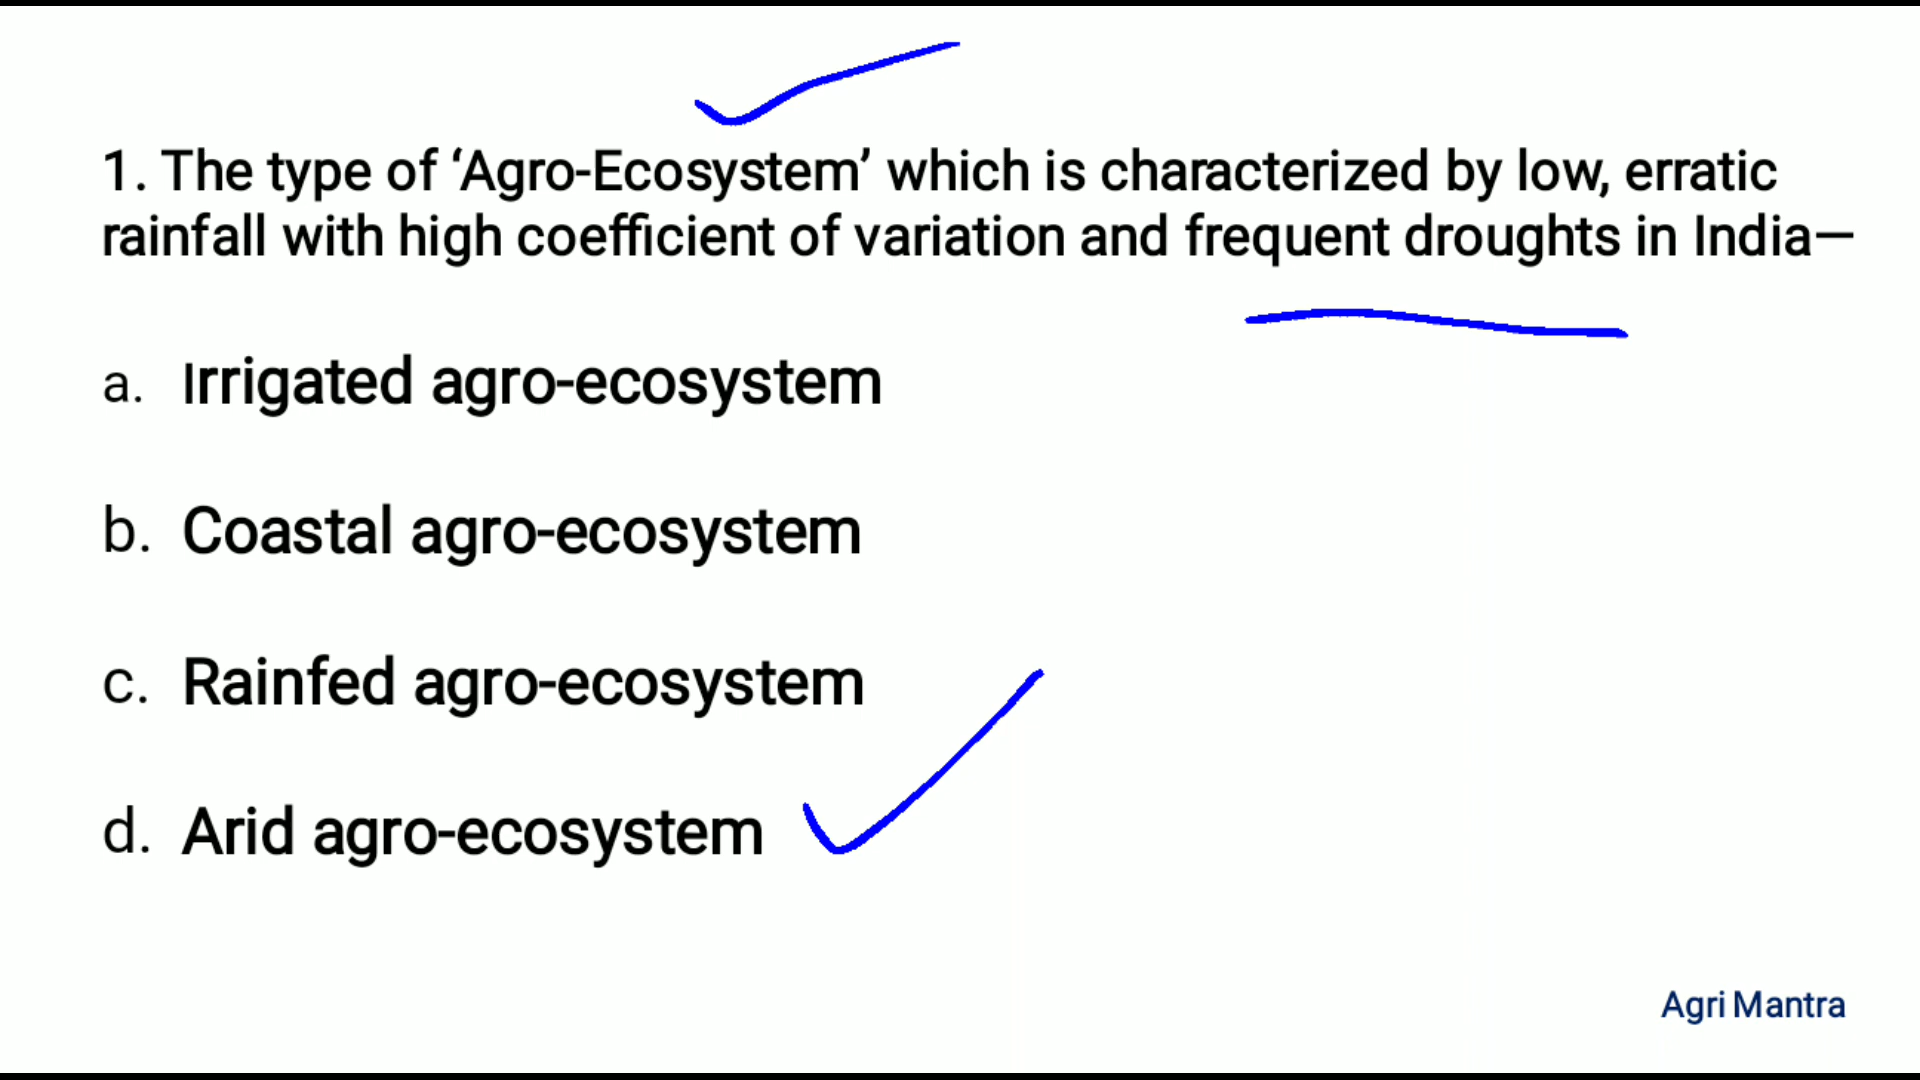 1. The type of ‘Agro-Ecosystem’ which is characterized by low, erratic
rainfall with high coefficient of variation and frequent droughts in India—
a. Irrigated agro-ecosystem
b. Coastal agro-ecosystem
c. Rainfed agro-ecosystem
d. Arid agro-ecosystem
Agri Mantra